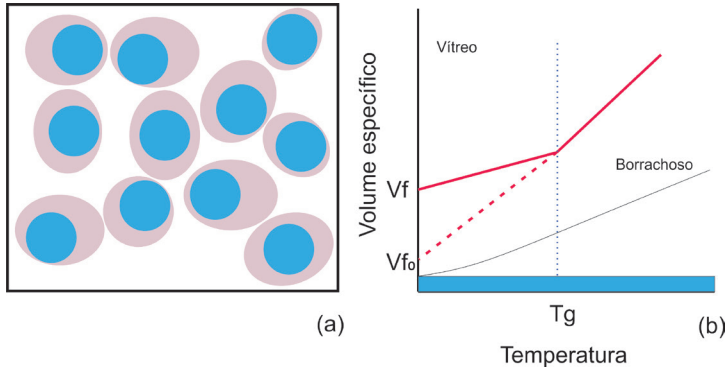 (a)
Volume específico
Vítreo
Borrachoso
Vf
Vf₀
Tg
(b)
Temperatura